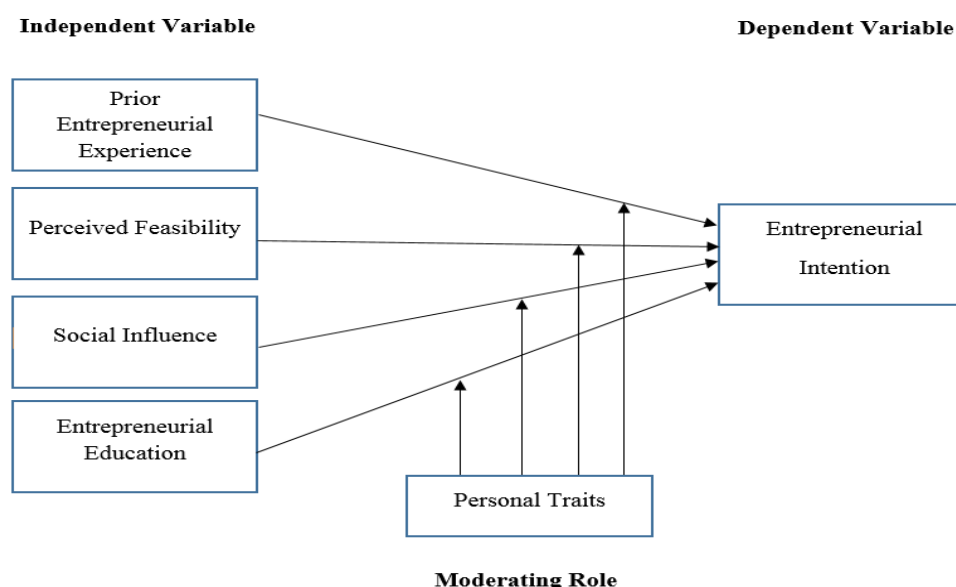 Independent Variable
Dependent Variable
Prior
Entrepreneurial
Experience
Perceived Feasibility
Social Influence
Entrepreneurial
Education
Entrepreneurial
Intention
Personal Traits
Moderating Role